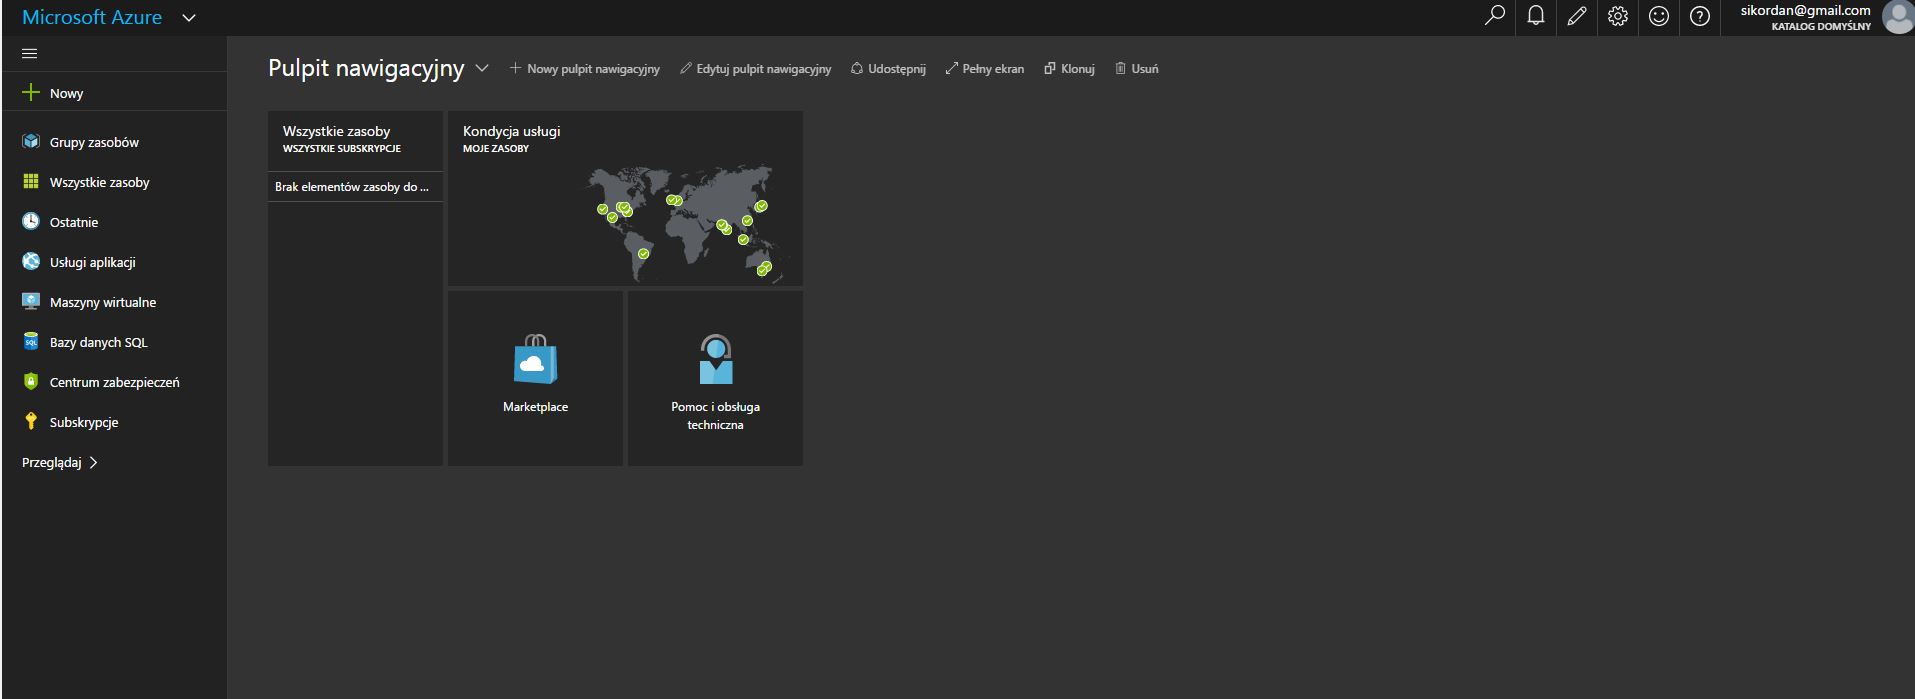 Microsoft Azure
sikordan@gmail.com
KATALOG DOMYŚLNY
Nowy
Grupy zasobów
Wszystkie zasoby
Ostatnie
Usługi aplikacji
Maszyny wirtualne
SQL
Bazy danych SQL
Centrum zabezpieczeń
Subskrypcje
Przeglądaj
Pulpit nawigacyjny
Nowy pulpit nawigacyjny
Edytuj pulpit nawigacyjny
Udostępnij
Pełny ekran
Klonuj
Usuń
Wszystkie zasoby
WSZYSTKIE SUBSKRYPCJE
Brak elementów zasoby do ...
Kondycja usługi
MOJE ZASOBY
Marketplace
Pomoc i obsługa
techniczna